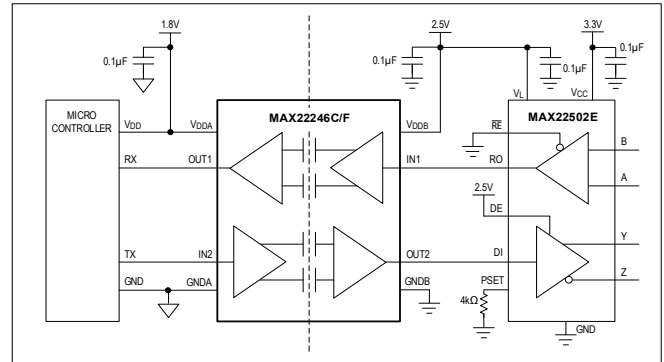 1.8V
2.5V
3.3V
0.1µF
0.1µF
0.1µF
0.1µF
MICRO
CONTROLLER
MAX22246C/F
VL
VCC
MAX22502E
VDD
VDDA
VDDB
RE
B
RX
OUT1
IN1
RO
A
2.5V
DE
Y
TX
IN2
OUT2
DI
Z
GND
GNDA
GNDB
PSET
4kΩ
GND